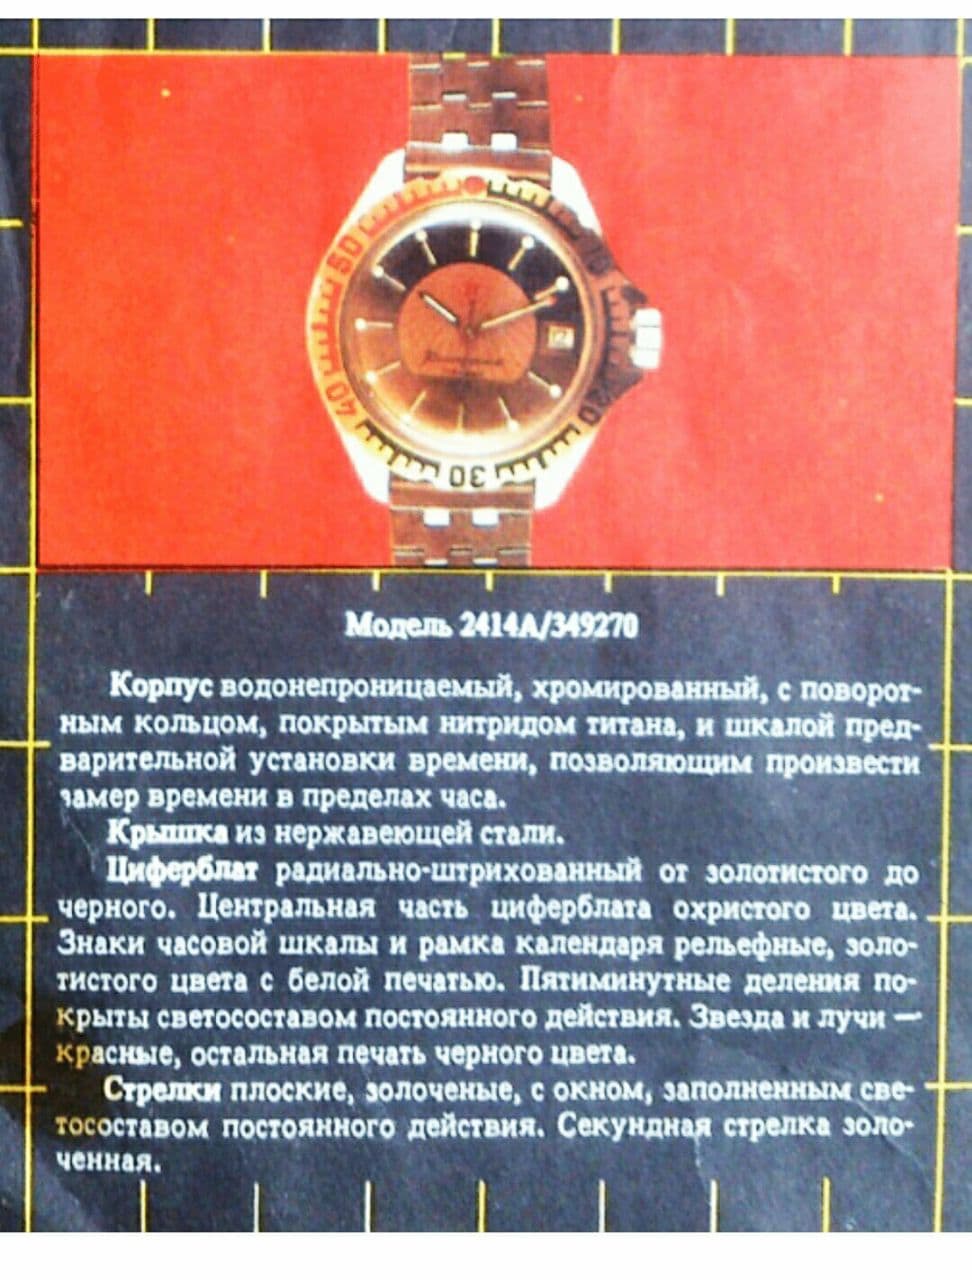 50
40
30
20
Модель 2414А/349270
Корпус водонепроницаемый, хромированный, с поворот-
ным кольцом, покрытым нитридом титана, и шкалой пред-
варительной установки времени, позволяющим произвести
замер времени в пределах часа.
Крышка из нержавеющей стали.
Циферблат радиально-штрихованный от золотистого до
черного. Центральная часть циферблата охристого цвета.
Знаки часовой шкалы и рамка календаря рельефные, золо-
тистого цвета с белой печатью. Пятиминутные деления по-
крыты светосоставом постоянного действия. Звезда и лучи —
красные, остальная печать черного цвета.
Стрелки плоские, золоченые, с окном, заполненным све-
тосоставом постоянного действия. Секундная стрелка золо-
ченная.